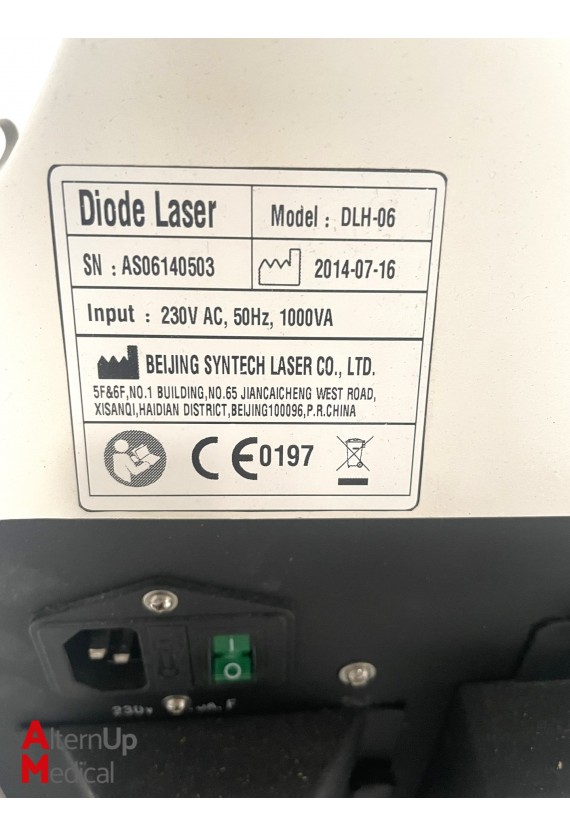 Diode Laser
Model : DLH-06
SN : AS06140503
2014-07-16
Input : 230V AC, 50Hz, 1000VA
BEIJING SYNTECH LASER CO., LTD.
5F&6F,NO.1 BUILDING,NO.65 JIANCAICHENG WEST ROAD,
XISANQI,HAIDIAN DISTRICT,BEIJING100096,P.R.CHINA
CE0197
I
O
230V
AlternUp
Medical